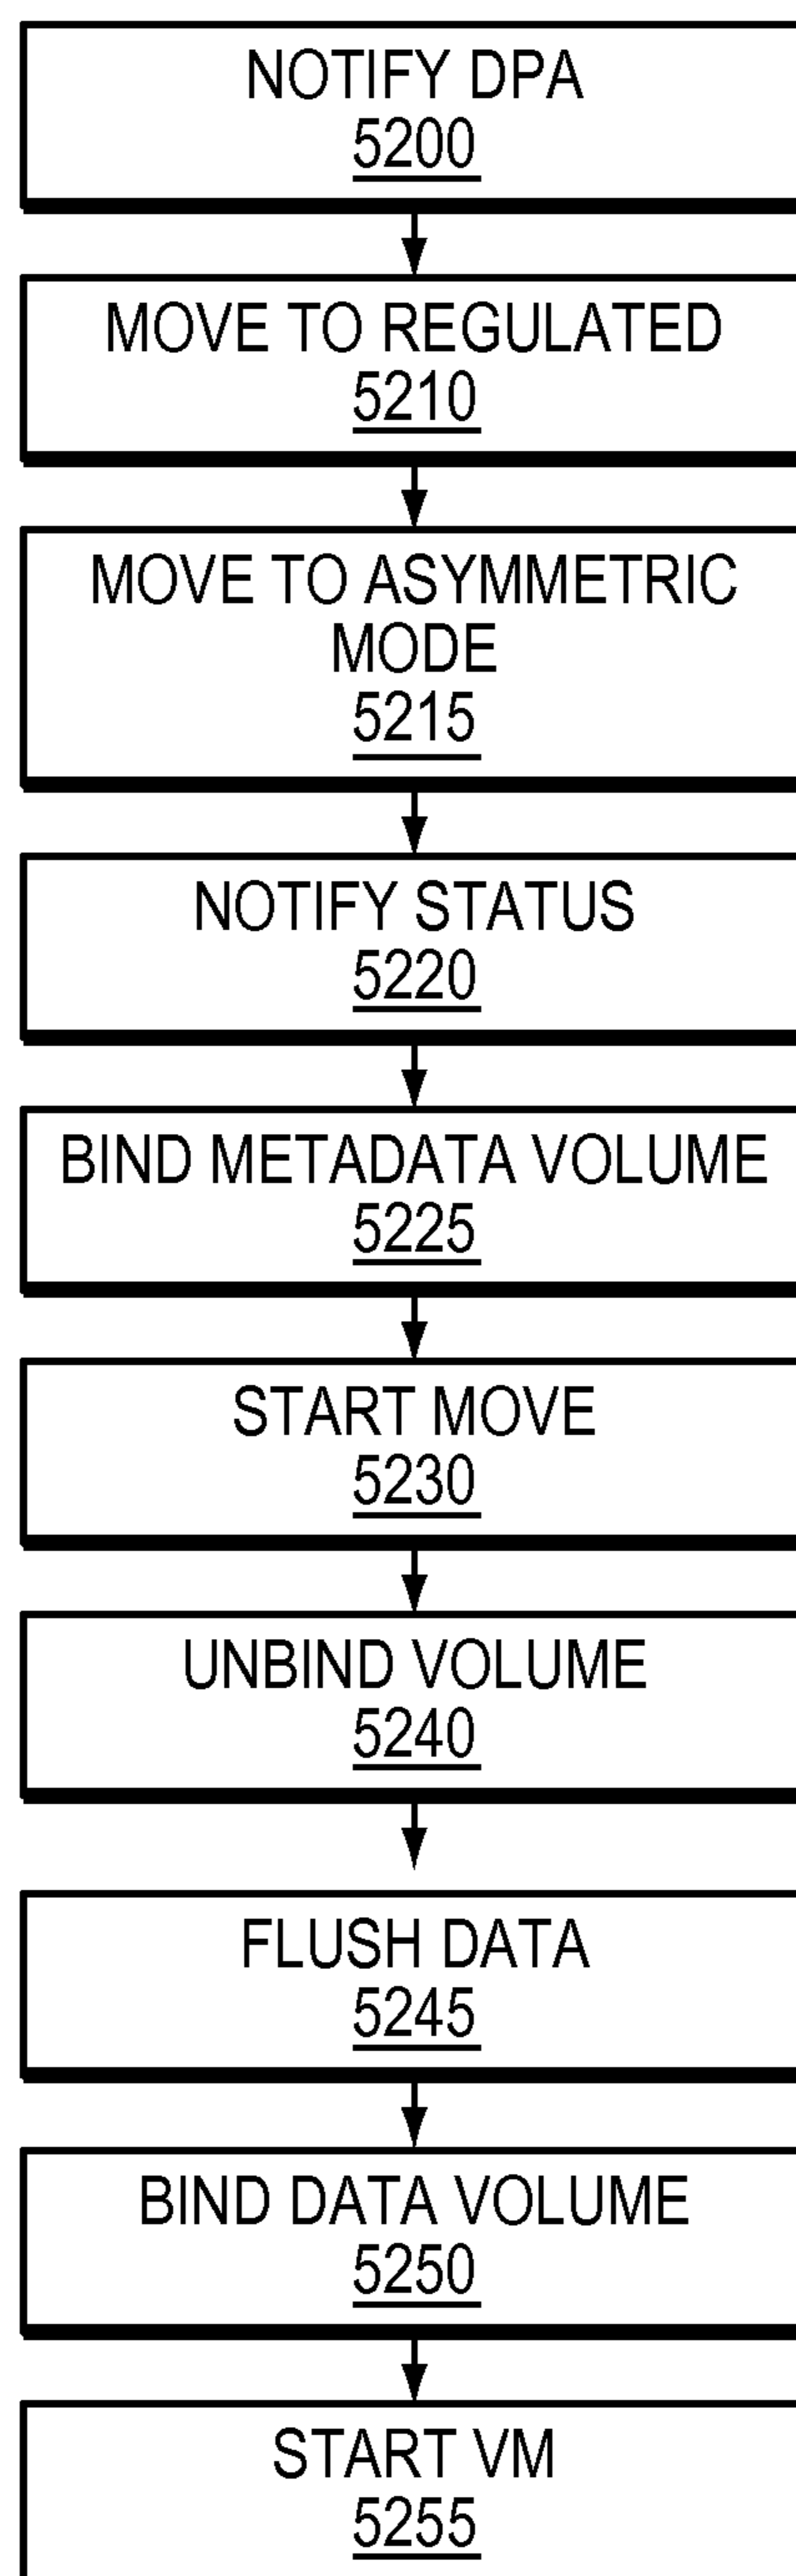 NOTIFY DPA
5200
MOVE TO REGULATED
5210
MOVE TO ASYMMETRIC
MODE
5215
NOTIFY STATUS
5220
BIND METADATA VOLUME
5225
START MOVE
5230
UNBIND VOLUME
5240
FLUSH DATA
5245
BIND DATA VOLUME
5250
START VM
5255